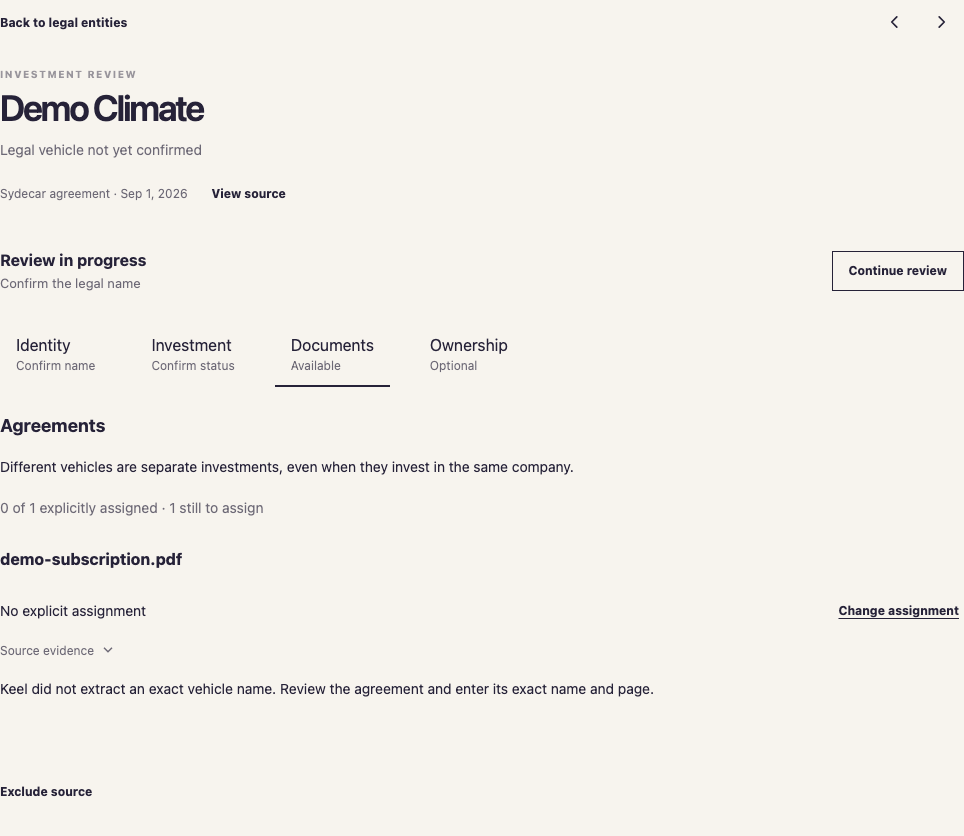 Back to legal entities
INVESTMENT REVIEW
Demo Climate
Legal vehicle not yet confirmed
Sydecar agreement · Sep 1, 2026 View source
Review in progress
Confirm the legal name
Continue review
Identity Investment Documents Ownership
Confirm name Confirm status Available Optional
Agreements
Different vehicles are separate investments, even when they invest in the same company.
0 of 1 explicitly assigned · 1 still to assign
demo-subscription.pdf
No explicit assignment Change assignment
Source evidence
Keel did not extract an exact vehicle name. Review the agreement and enter its exact name and page.
Exclude source